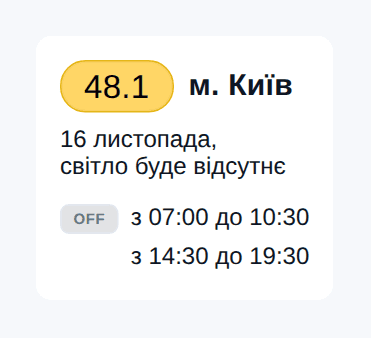 48.1 м. Київ
16 листопада,
світло буде відсутнє
OFF з 07:00 до 10:30
з 14:30 до 19:30